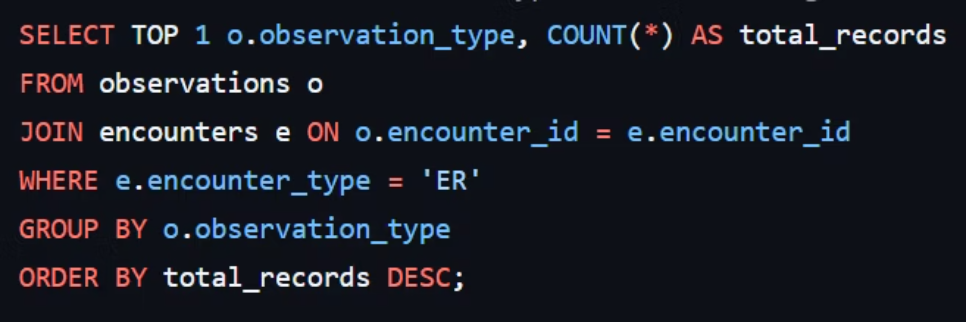 SELECT TOP 1 o.observation_type, COUNT(*) AS total_records
FROM observations o
JOIN encounters e ON o.encounter_id = e.encounter_id
WHERE e.encounter_type = 'ER'
GROUP BY o.observation_type
ORDER BY total_records DESC;